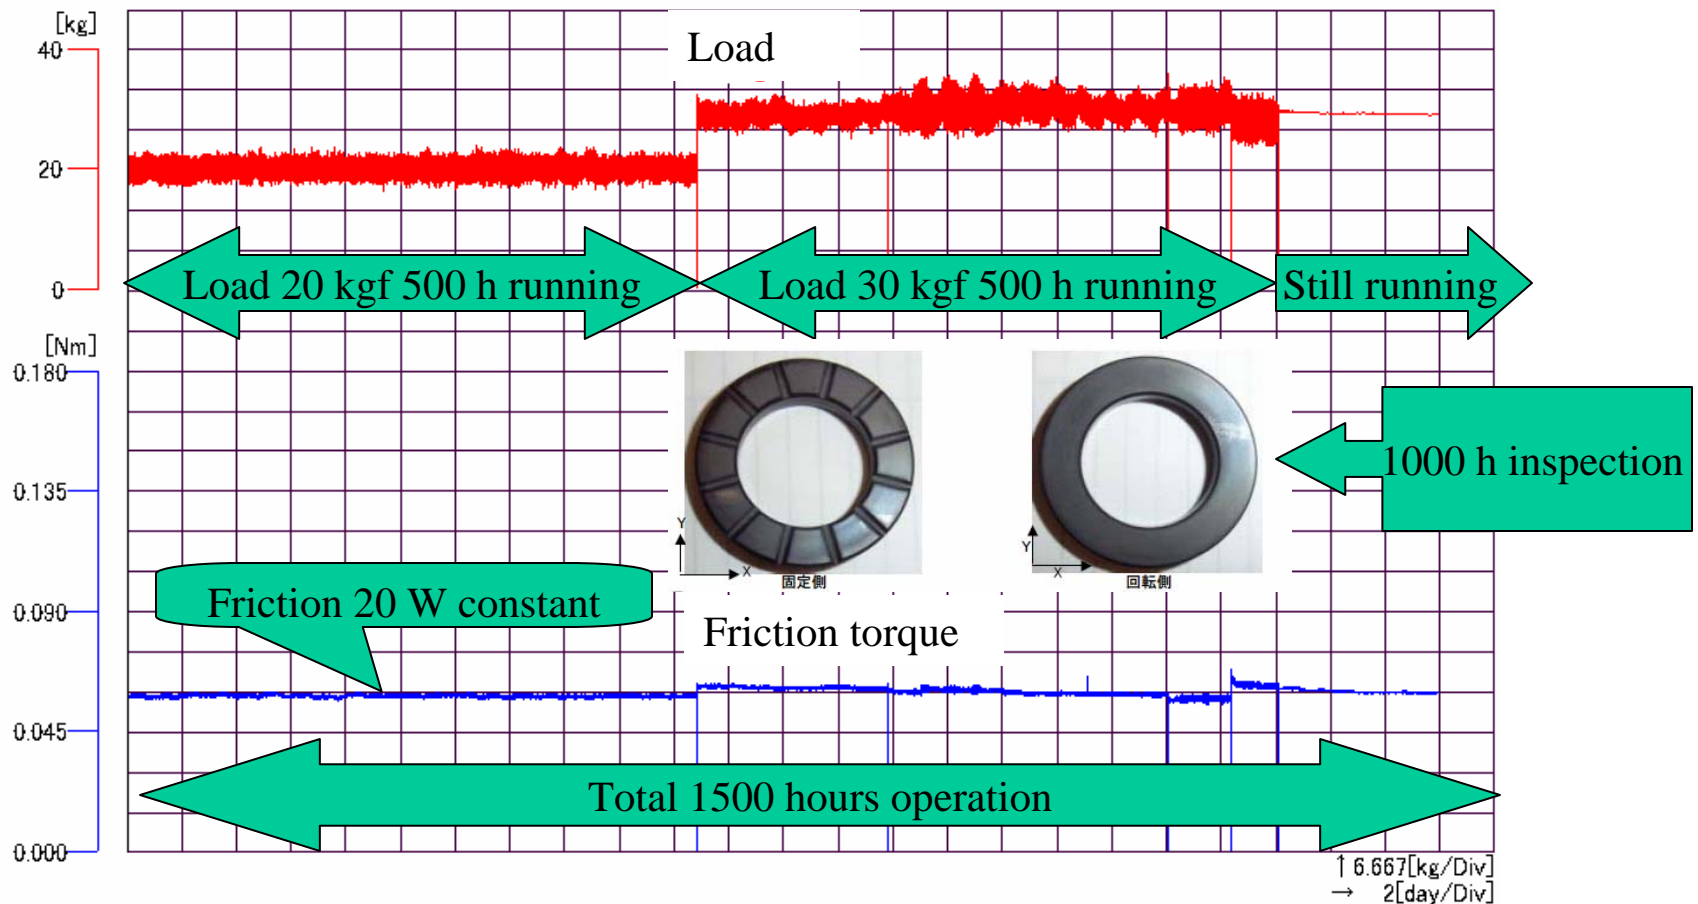 [kg]
40
20
0
Load
Load 20 kgf 500 h running
Load 30 kgf 500 h running
Still running
[Nm]
0.180
0.135
0.090
0.045
0.000
Y
X
固定側
Y
X
回転側
1000 h inspection
Friction 20 W constant
Friction torque
Total 1500 hours operation
↑ 6.667[kg/Div]
→ 2[day/Div]